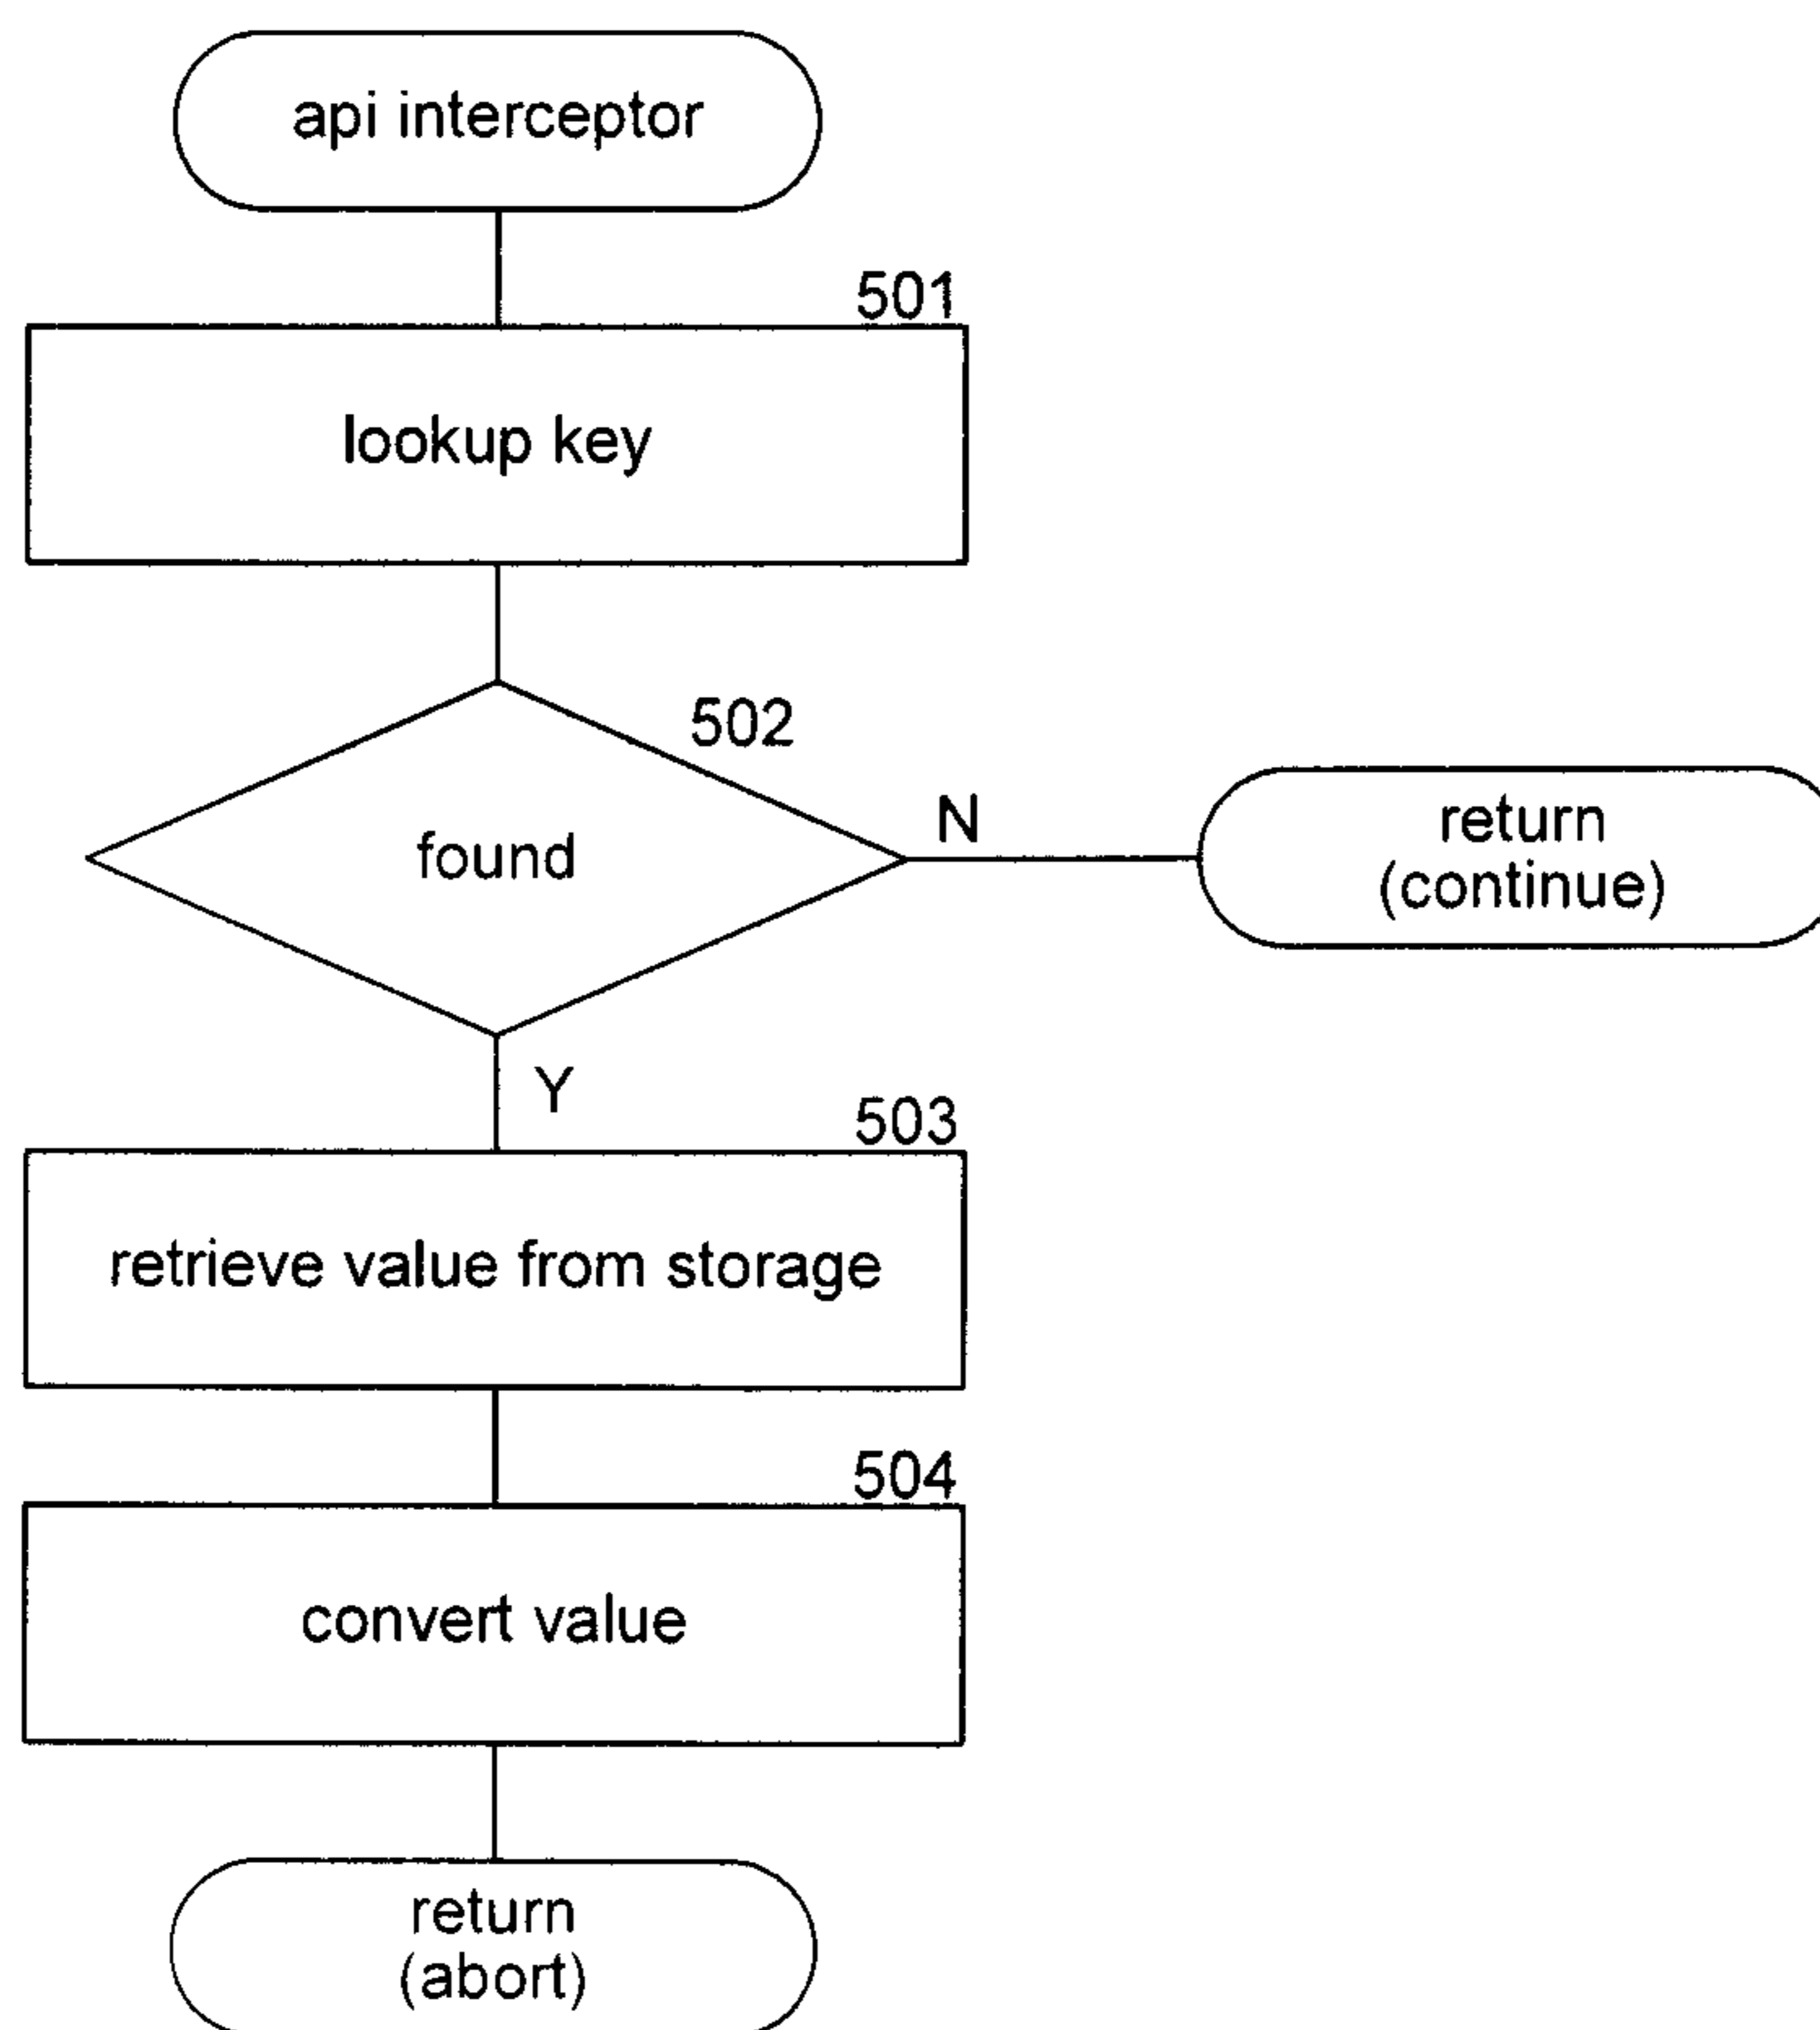 api interceptor
501
lookup key
502
found
N
return
(continue)
Y
503
retrieve value from storage
504
convert value
return
(abort)